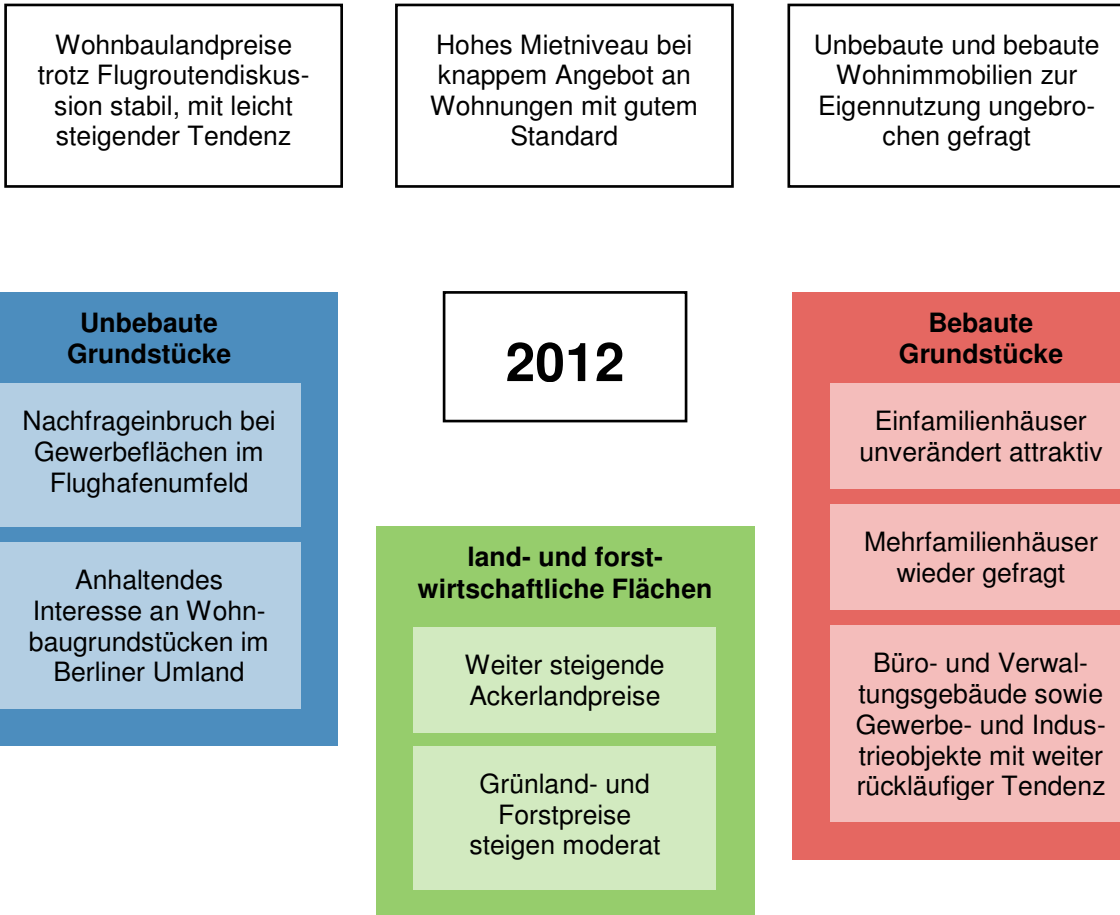 Wohnbaulandpreise
trotz Flugroutendiskus-
sion stabil, mit leicht
steigender Tendenz
Hohes Mietniveau bei
knappem Angebot an
Wohnungen mit gutem
Standard
Unbebaute und bebaute
Wohnimmobilien zur
Eigennutzung ungebro-
chen gefragt
Unbebaute
Grundstücke
Nachfrageeinbruch bei
Gewerbeflächen im
Flughafenumfeld
Anhaltendes
Interesse an Wohn-
baugrundstücken im
Berliner Umland
2012
land- und forst-
wirtschaftliche Flächen
Weiter steigende
Ackerlandpreise
Grünland- und
Forstpreise
steigen moderat
Bebaute
Grundstücke
Einfamilienhäuser
unverändert attraktiv
Mehrfamilienhäuser
wieder gefragt
Büro- und Verwal-
tungsgebäude sowie
Gewerbe- und Indus-
trieobjekte mit weiter
rückläufiger Tendenz